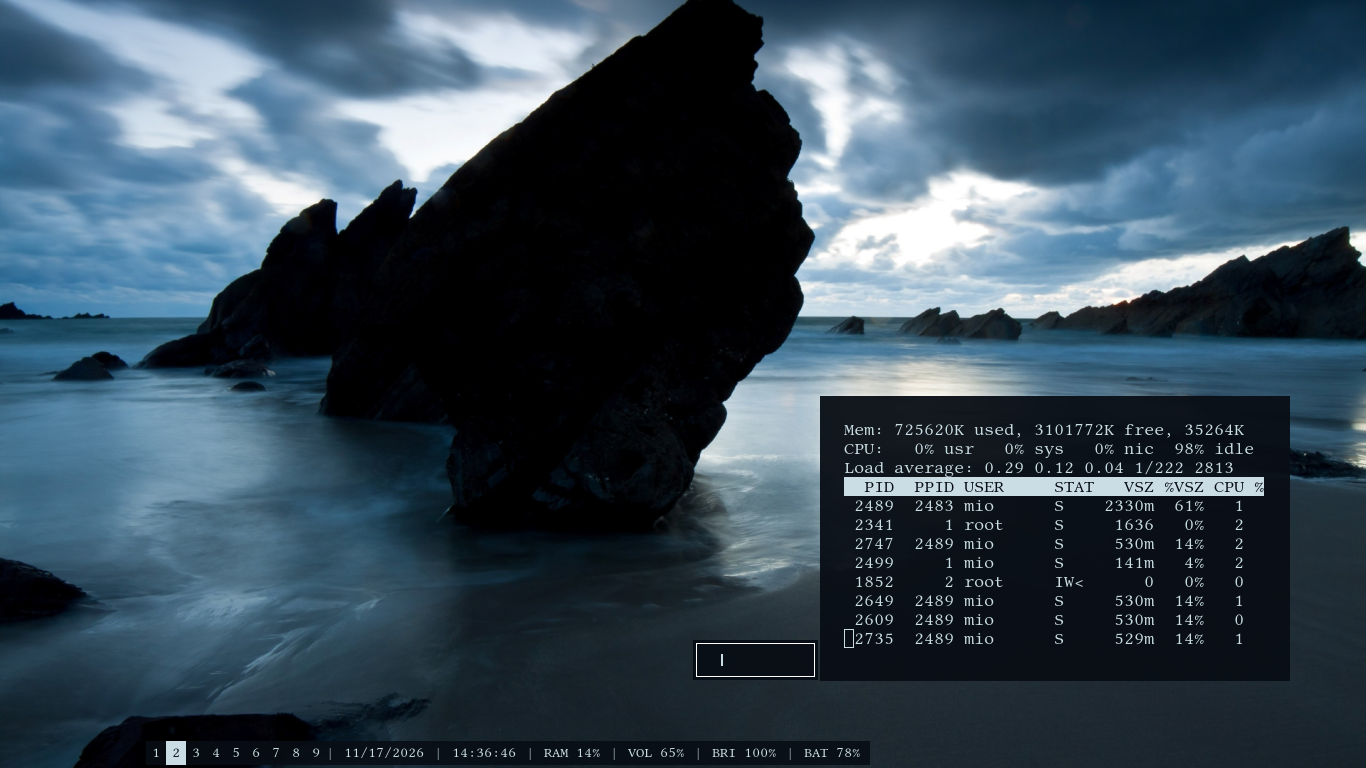 Mem: 725620K used, 3101772K free, 35264K
CPU:   0% usr   0% sys   0% nic  98% idle
Load average: 0.29 0.12 0.04 1/222 2813
  PID  PPID USER     STAT   VSZ %VSZ CPU %
 2489  2483 mio      S    2330m  61%   1
 2341     1 root     S     1636   0%   2
 2747  2489 mio      S     530m  14%   2
 2499     1 mio      S     141m   4%   2
 1852     2 root     IW<      0   0%   0
 2649  2489 mio      S     530m  14%   1
 2609  2489 mio      S     530m  14%   0
 2735  2489 mio      S     529m  14%   1
1 2 3 4 5 6 7 8 9 | 11/17/2026 | 14:36:46 | RAM 14% | VOL 65% | BRI 100% | BAT 78%